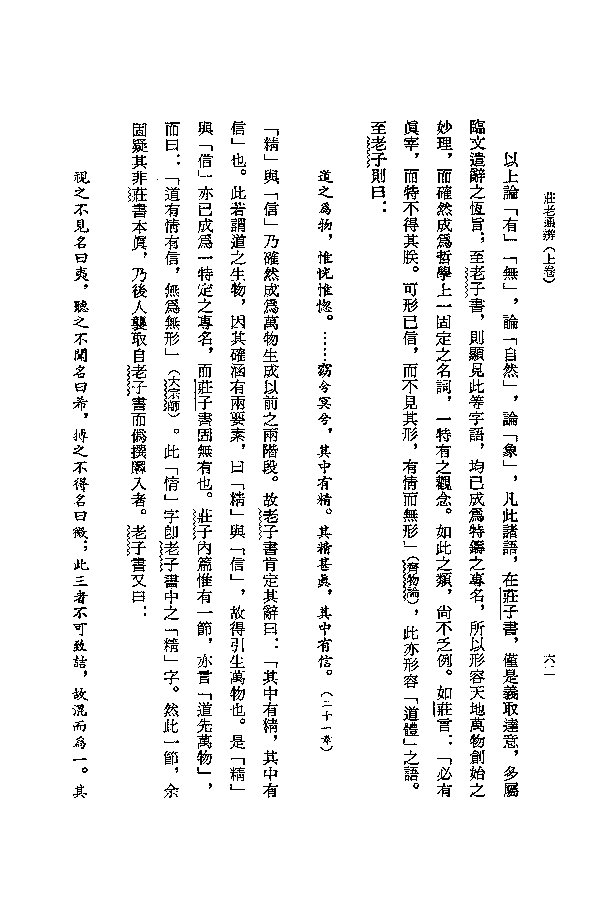 莊老通辨（上卷）
六二
以上論「有」「無」，論「自然」，論「象」，凡此諸語，在莊子書，僅是義取達意，多屬
臨文遣辭之恆旨，至老子書，則顯見此等字語，均已成爲特鑄之專名，所以形容天地萬物創始之
妙理，而確然成爲哲學上一固定之名詞，一特有之觀念。如此之類，尚不乏例。如莊言：「必有
眞宰，而特不得其朕。可形已信，而不見其形，有情而無形」（齊物論），此亦形容「道體」之語。
至老子則曰：
道之爲物，惟恍惟惚。……窈兮冥兮，其中有精。其精甚眞，其中有信。（二十一章）
「精」與「信」乃確然成爲萬物生成以前之兩階段。故老子書肯定其辭曰：「其中有精，其中有
信」也。此若謂道之生物，因其確涵有兩要素，曰「精」與「信」，故得引生萬物也。是「精」
與「信」亦已成爲一特定之專名，而莊子書固無有也。莊子內篇惟有一節，亦言「道先萬物」，
而曰：「道有情有信，無爲無形」（大宗師）。此「情」字卽老子書中之「精」字。然此一節，余
固疑其非莊書本眞，乃後人襲取自老子書而僞撰羼入者。老子書又曰：
視之不見名曰夷，聽之不聞名曰希，搏之不得名曰微，此三者不可致詰，故混而爲一。其